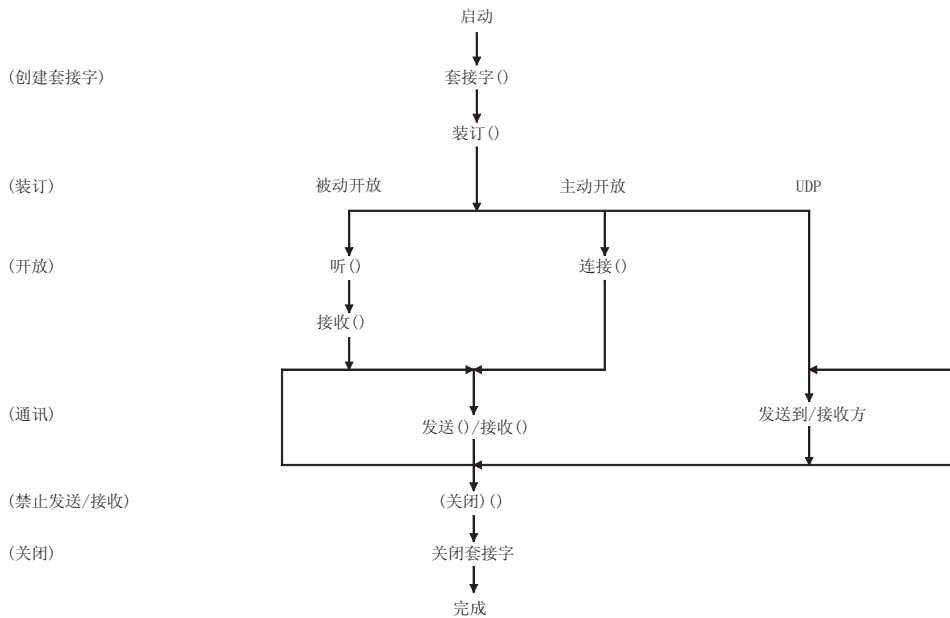 启动
(创建套接字) 套接字()
装订()
(装订) 被动开放 主动开放 UDP
(开放) 听() 连接()
接收()
(通讯) 发送()/接收() 发送到/接收方
(禁止发送/接收) (关闭)()
(关闭) 关闭套接字
完成